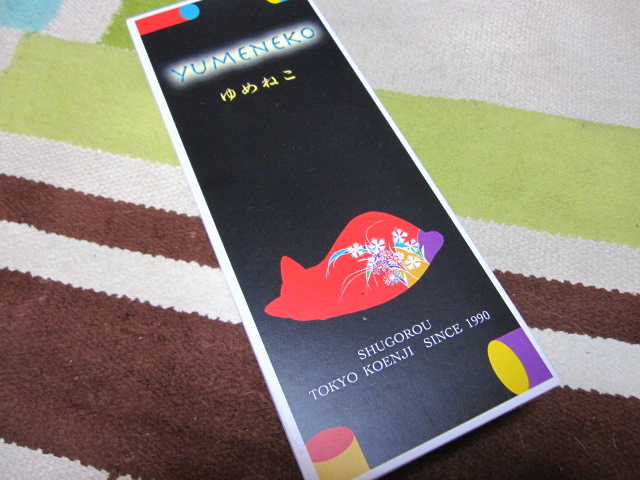 YUMENEKO
ゆめねこ
SHUGOROU
TOKYO KOENJI SINCE 1990